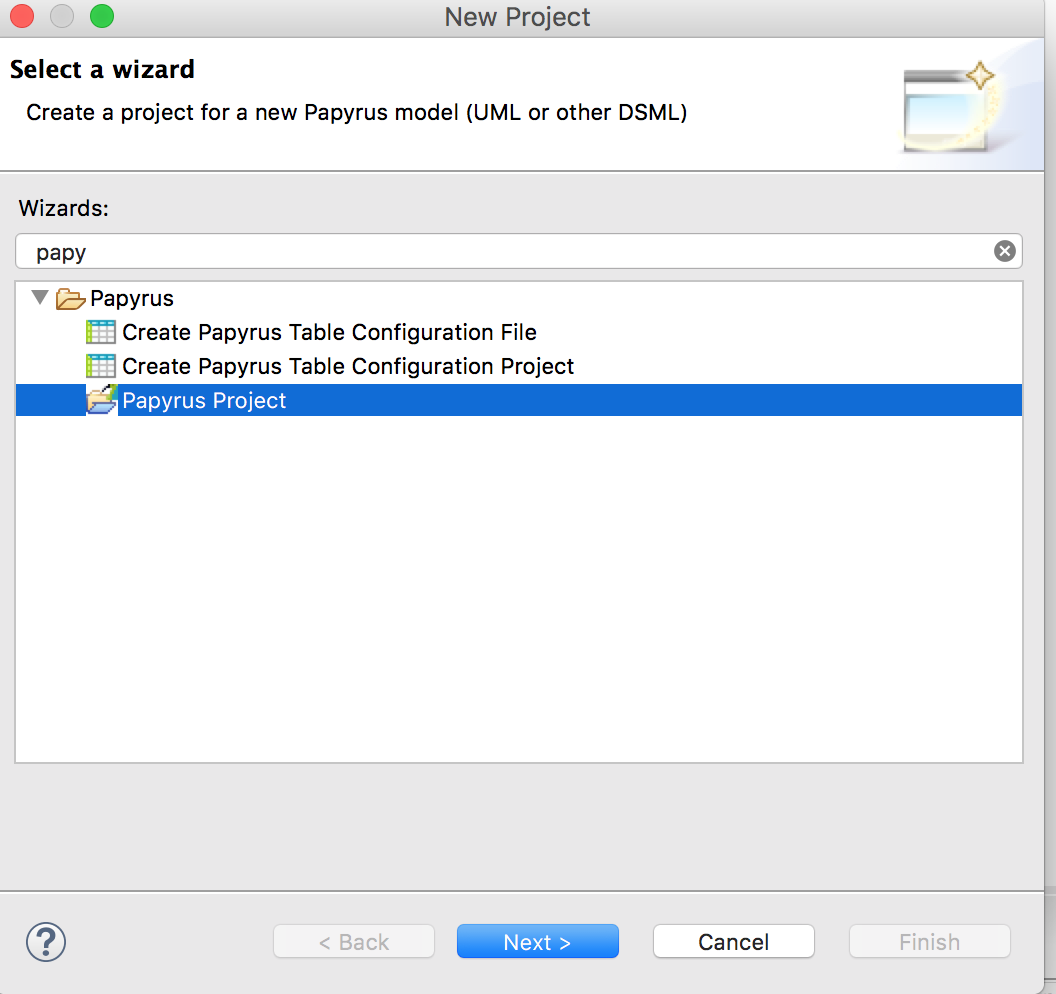 New Project
Select a wizard
Create a project for a new Papyrus model (UML or other DSML)
Wizards:
papy
Papyrus
Create Papyrus Table Configuration File
Create Papyrus Table Configuration Project
Papyrus Project
? < Back Next > Cancel Finish